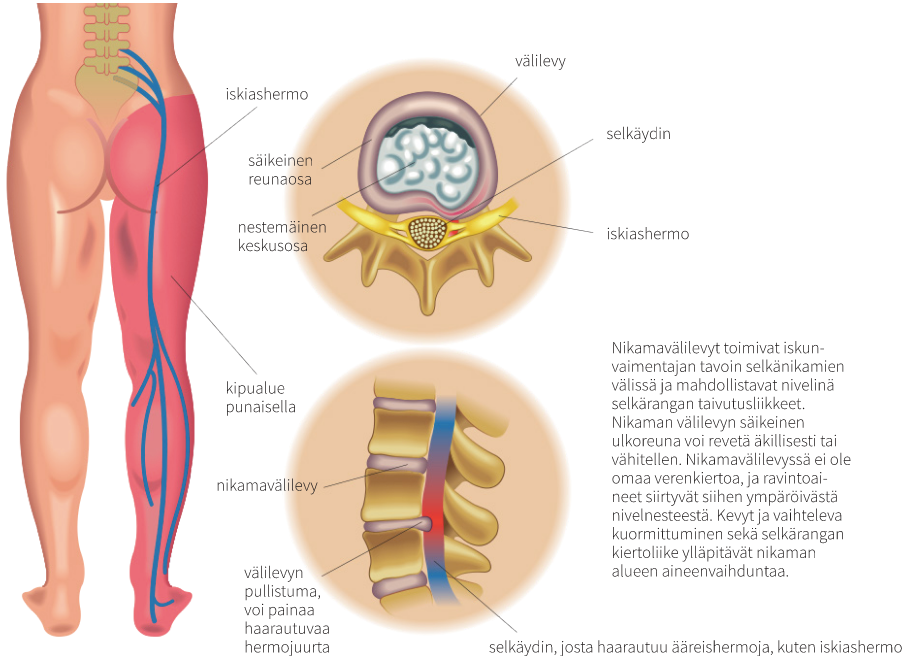 välilevy
iskiashermo
selkäydin
säikeinen
reunaosa
nestemäinen
keskusosa
iskiashermo
kipualue
punaisella
nikamavälilevy
välilevyn
pullistuma,
voi painaa
haarautuvaa
hermojuurta
selkäydin, josta haarautuu ääreishermoja, kuten iskiashermo
Nikamavälilevyt toimivat iskun-
vaimentajan tavoin selkänikamien
välissä ja mahdollistavat nivelinä
selkärangan taivutusliikkeet.
Nikaman välilevyn säikeinen
ulkoreuna voi revetä äkillisesti tai
vähitellen. Nikamavälilevyssä ei ole
omaa verenkiertoa, ja ravintoai-
neet siirtyvät siihen ympäröivästä
nivelnesteestä. Kevyt ja vaihteleva
kuormittuminen sekä selkärangan
kiertoliike ylläpitävät nikaman
alueen aineenvaihduntaa.